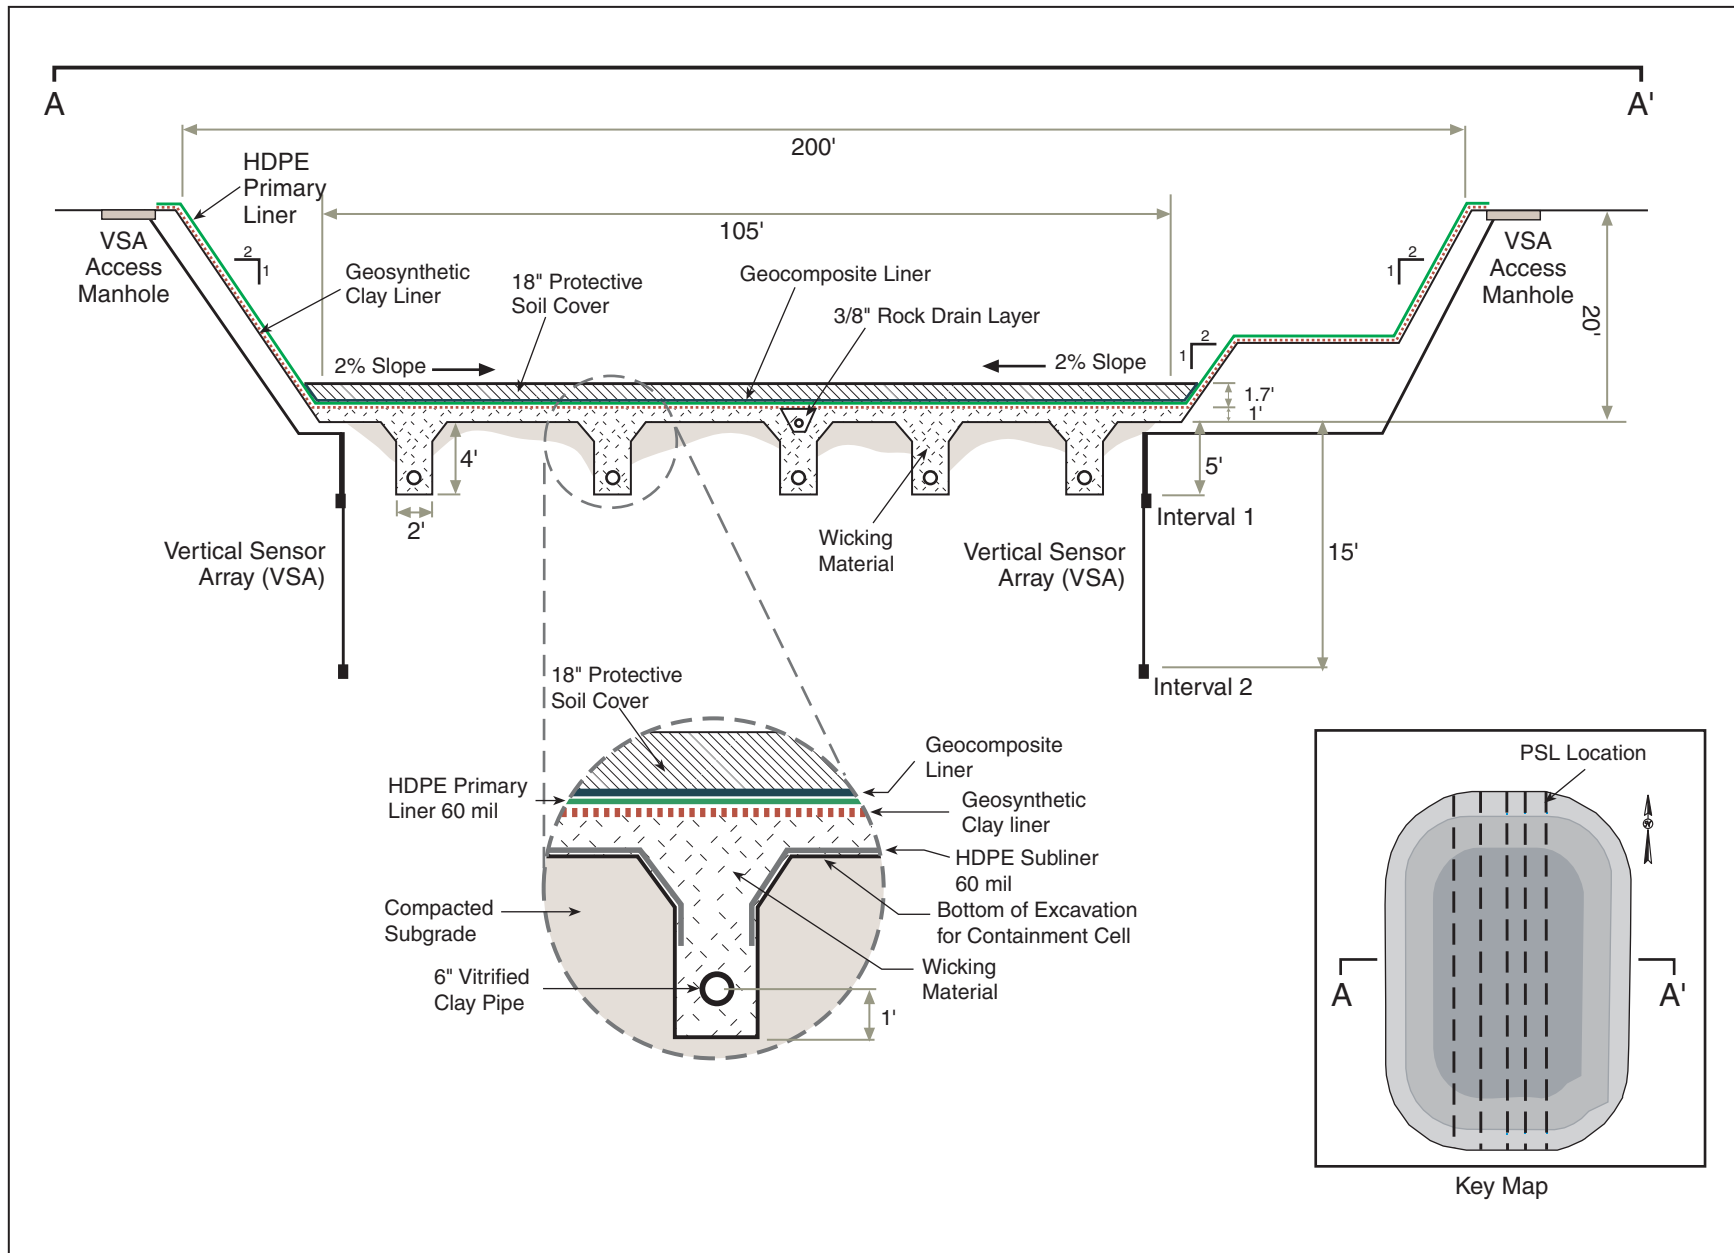 A
A'
200'
HDPE
Primary
Liner
105'
VSA
Access
Manhole
2
1
Geosynthetic
Clay Liner
18" Protective
Soil Cover
Geocomposite Liner
3/8" Rock Drain Layer
2
1
VSA
Access
Manhole
20'
2% Slope
2% Slope
2
1
1.7'
1'
4'
2'
5'
Interval 1
15'
Wicking
Material
Vertical Sensor
Array (VSA)
Vertical Sensor
Array (VSA)
Interval 2
18" Protective
Soil Cover
Geocomposite
Liner
HDPE Primary
Liner 60 mil
Geosynthetic
Clay liner
HDPE Subliner
60 mil
Compacted
Subgrade
Bottom of Excavation
for Containment Cell
Wicking
Material
6" Vitrified
Clay Pipe
1'
PSL Location
A
A'
Key Map